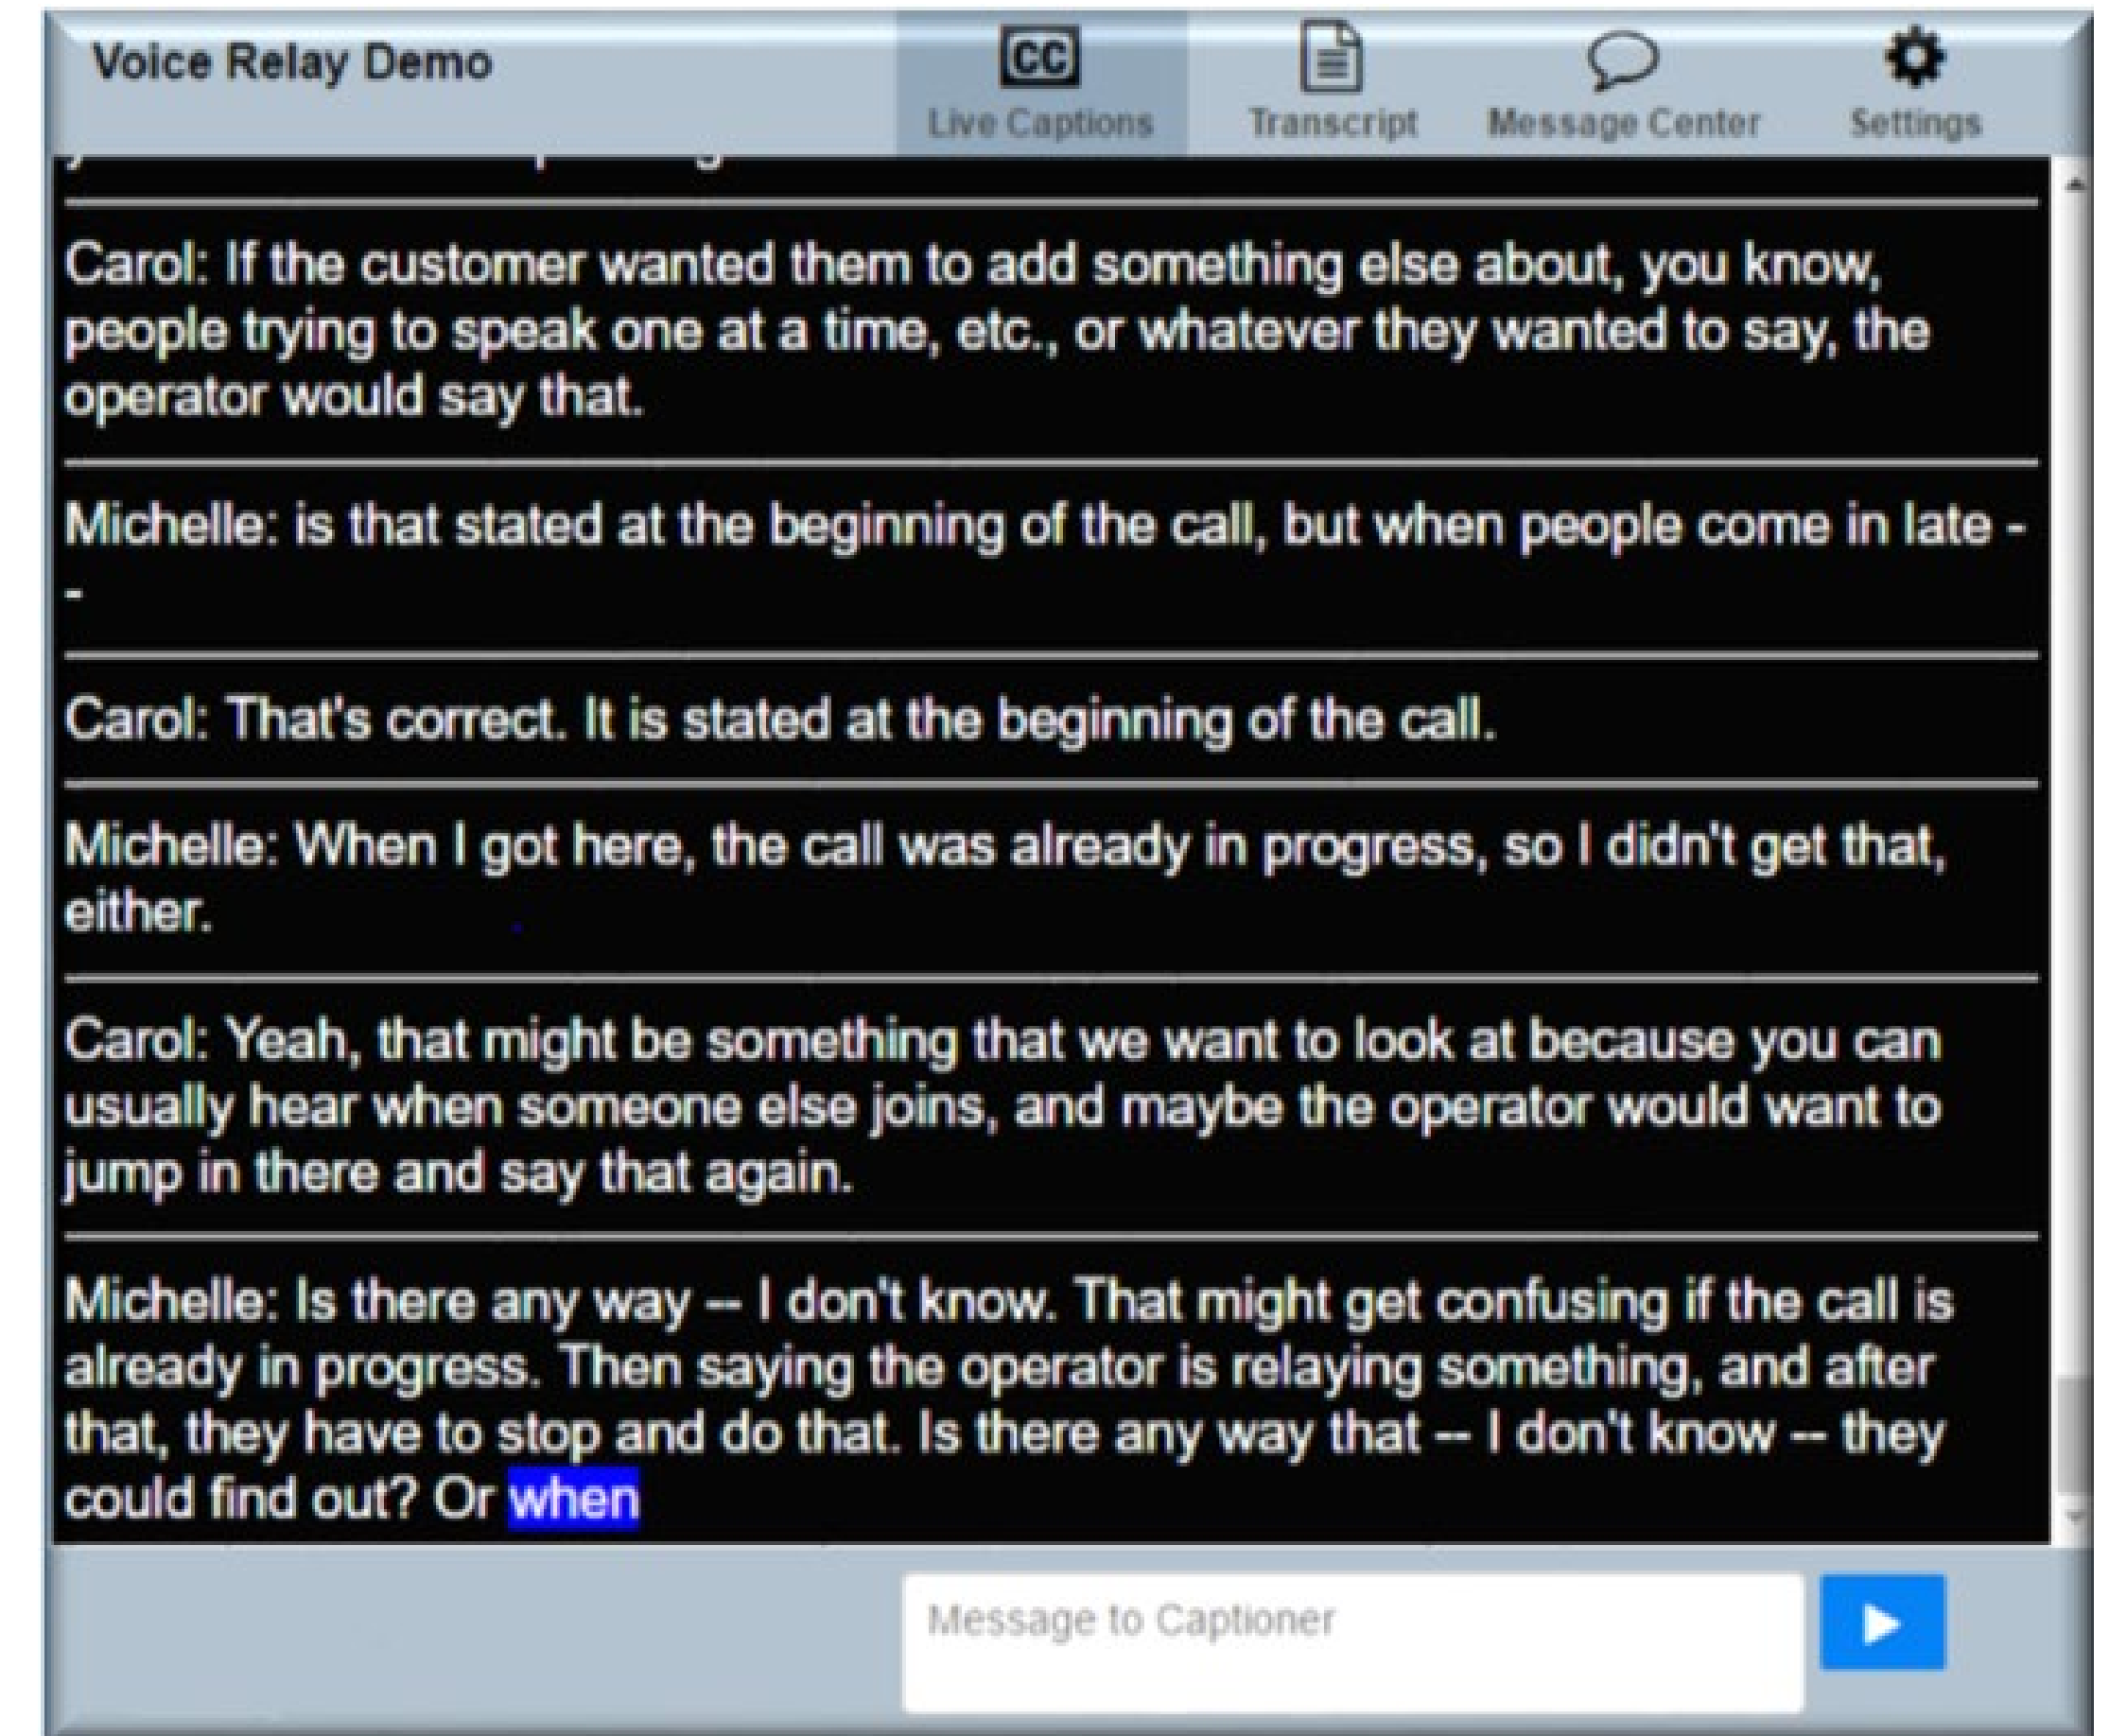 Voice Relay Demo
CC
Live Captions
Transcript
Message Center
Settings
Carol: If the customer wanted them to add something else about, you know,
people trying to speak one at a time, etc., or whatever they wanted to say, the
operator would say that.
Michelle: is that stated at the beginning of the call, but when people come in late -
-
Carol: That's correct. It is stated at the beginning of the call.
Michelle: When I got here, the call was already in progress, so I didn't get that,
either.
Carol: Yeah, that might be something that we want to look at because you can
usually hear when someone else joins, and maybe the operator would want to
jump in there and say that again.
Michelle: Is there any way -- I don't know. That might get confusing if the call is
already in progress. Then saying the operator is relaying something, and after
that, they have to stop and do that. Is there any way that -- I don't know -- they
could find out? Or when
Message to Captioner